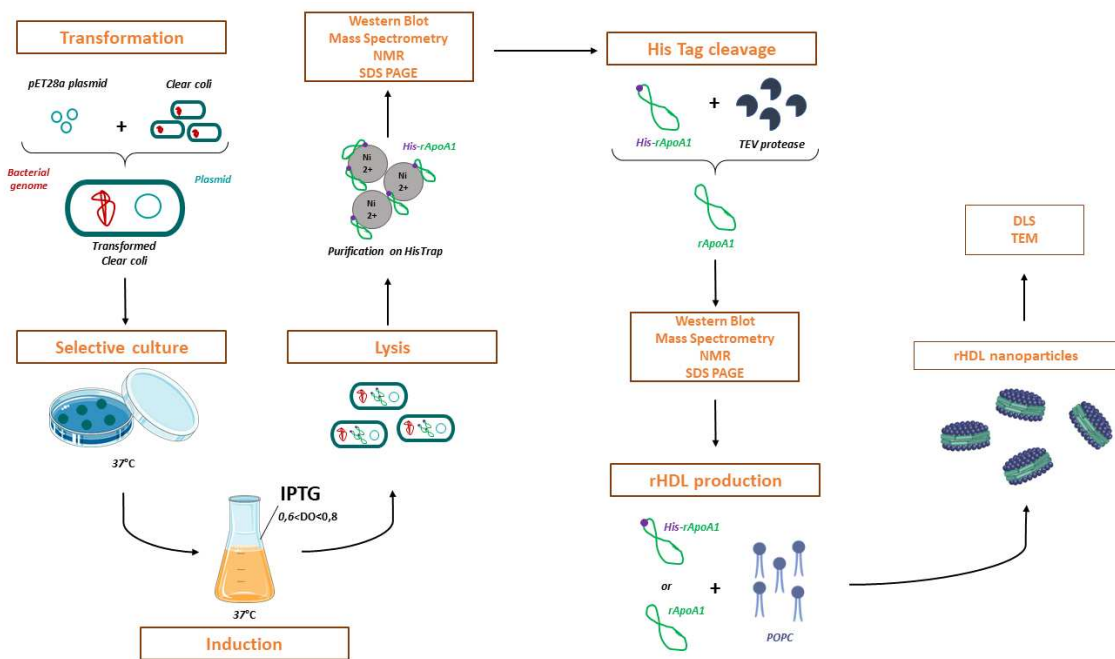 Transformation
pET28a plasmid
Clear coli
+
Bacterial
genome
Plasmid
Transformed
Clear coli
Selective culture
37°C
IPTG
0,6<DO<0,8
37°C
Induction
Lysis
Purification on HisTrap
His-rApoA1
Ni
2+
Ni
2+
Ni
2+
Western Blot
Mass Spectrometry
NMR
SDS PAGE
His Tag cleavage
+
His-rApoA1
TEV protease
rApoA1
Western Blot
Mass Spectrometry
NMR
SDS PAGE
rHDL production
His-rApoA1
or
+
rApoA1
POPC
rHDL nanoparticles
DLS
TEM